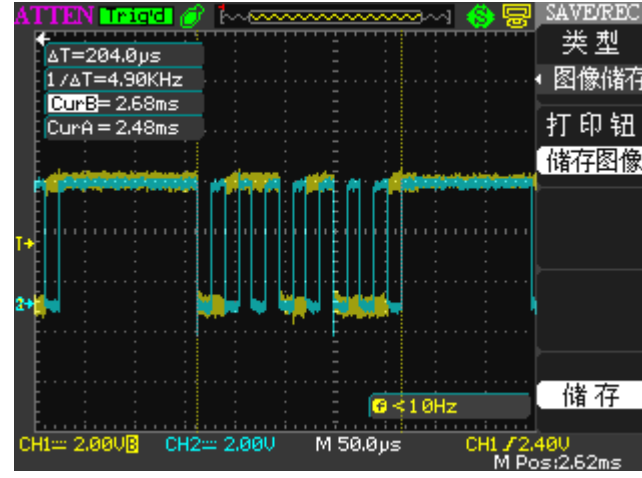 ATTEN Trig'd SAVE/REC
类型
图像储存
打印钮
储存图像
储存
ΔT=204.0μs
1/ΔT=4.90KHz
CurB= 2.68ms
CurA = 2.48ms
T
2
f <10Hz
CH1 2.00V B CH2 2.00V M 50.0μs CH1 2.40V
M Pos:2.62ms